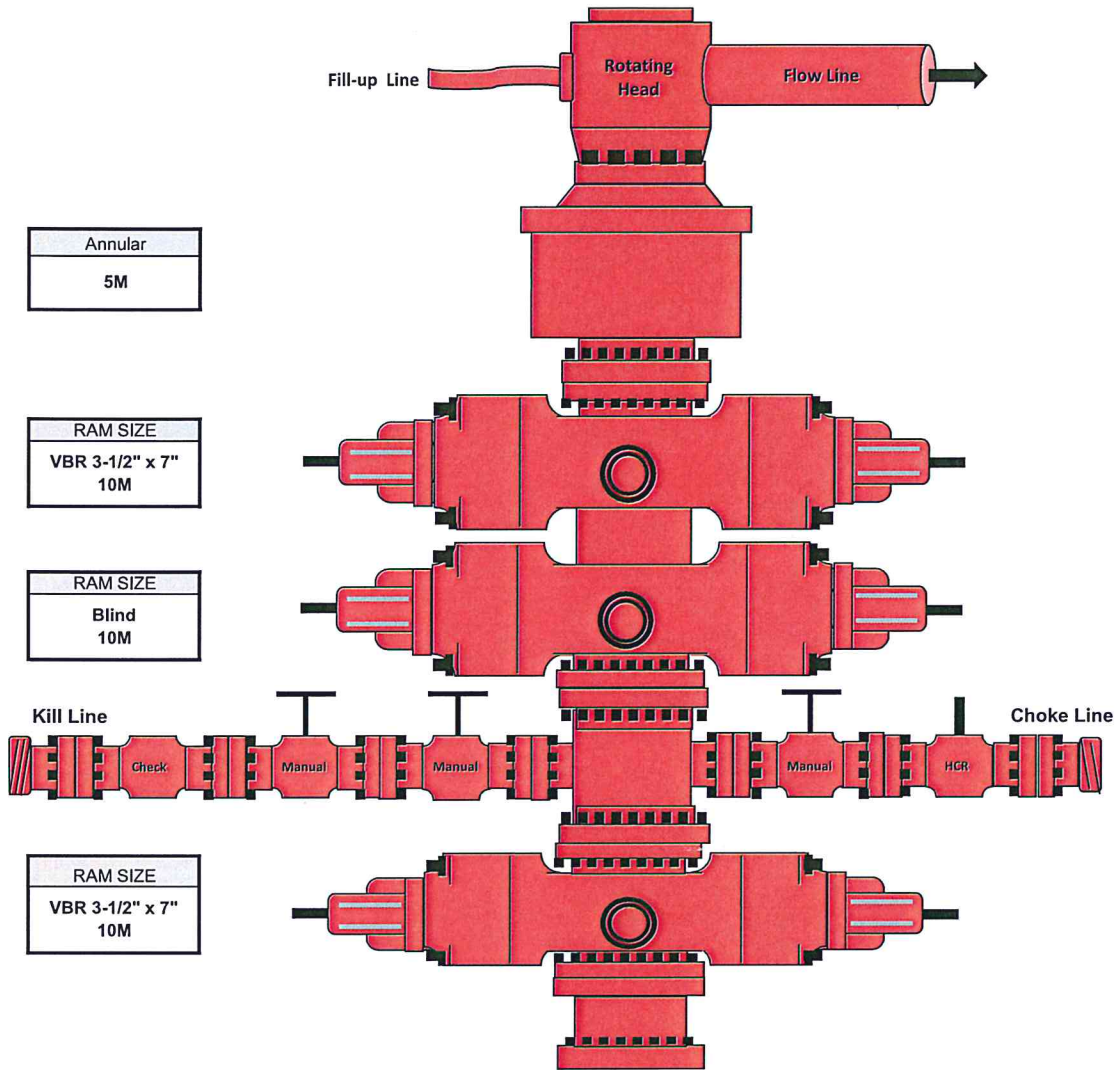 Fill-up Line
Rotating
Head
Flow Line
Annular
5M
RAM SIZE
VBR 3-1/2" x 7"
10M
RAM SIZE
Blind
10M
Kill Line
Choke Line
Check
Manual
Manual
Manual
HCR
RAM SIZE
VBR 3-1/2" x 7"
10M